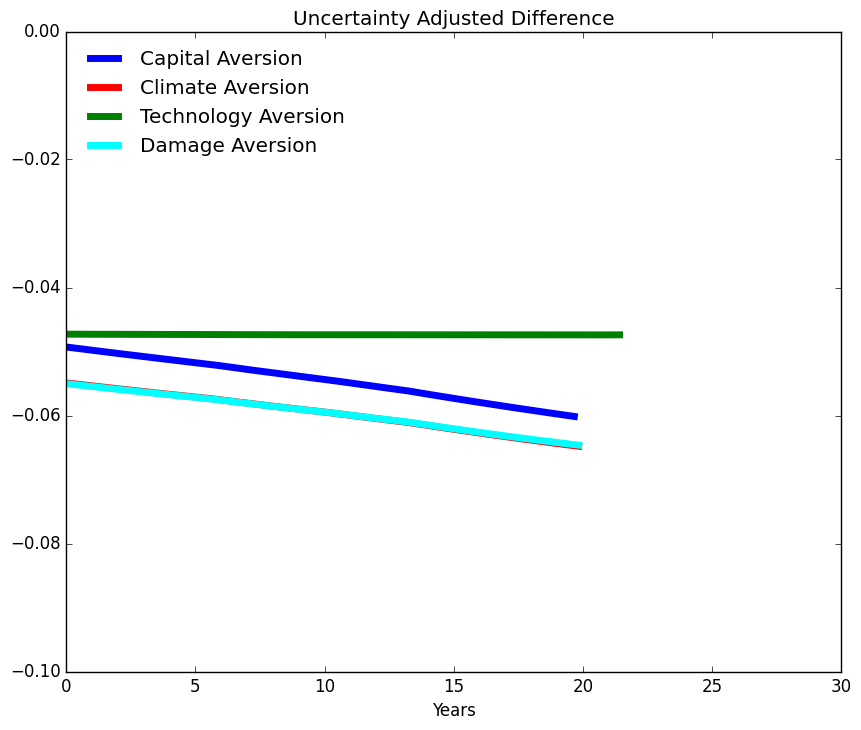 Uncertainty Adjusted Difference
0.00
−0.02
−0.04
−0.06
−0.08
−0.10
Capital Aversion
Climate Aversion
Technology Aversion
Damage Aversion
0 5 10 15 20 25 30
Years